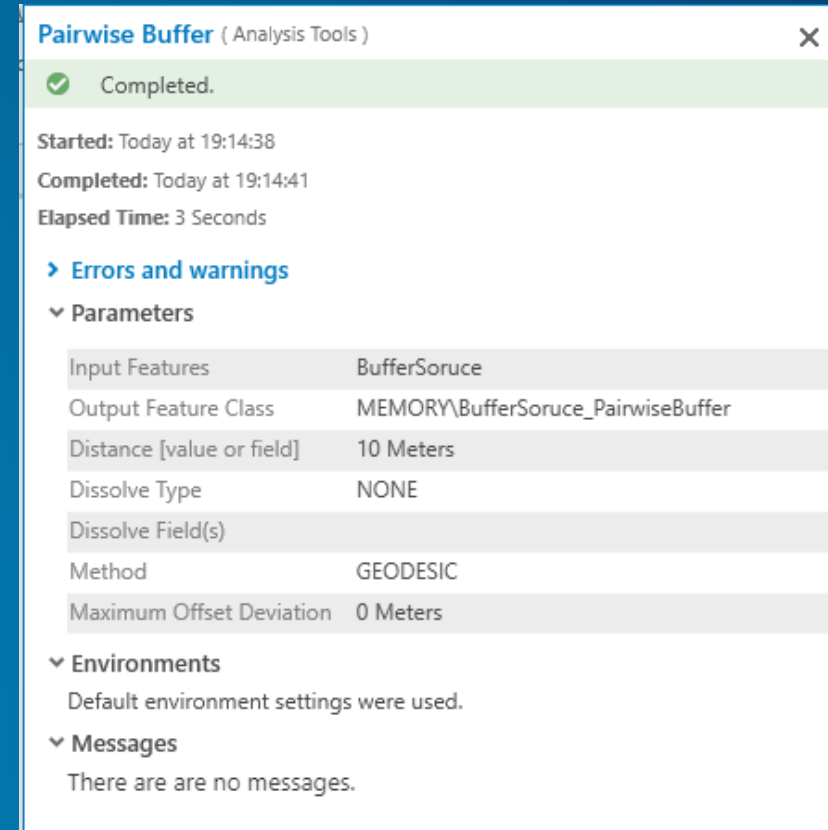 Pairwise Buffer ( Analysis Tools )
Completed.
Started: Today at 19:14:38
Completed: Today at 19:14:41
Elapsed Time: 3 Seconds
Errors and warnings
Parameters
Input Features BufferSoruce
Output Feature Class MEMORY\BufferSoruce_PairwiseBuffer
Distance [value or field] 10 Meters
Dissolve Type NONE
Dissolve Field(s)
Method GEODESIC
Maximum Offset Deviation 0 Meters
Environments
Default environment settings were used.
Messages
There are are no messages.